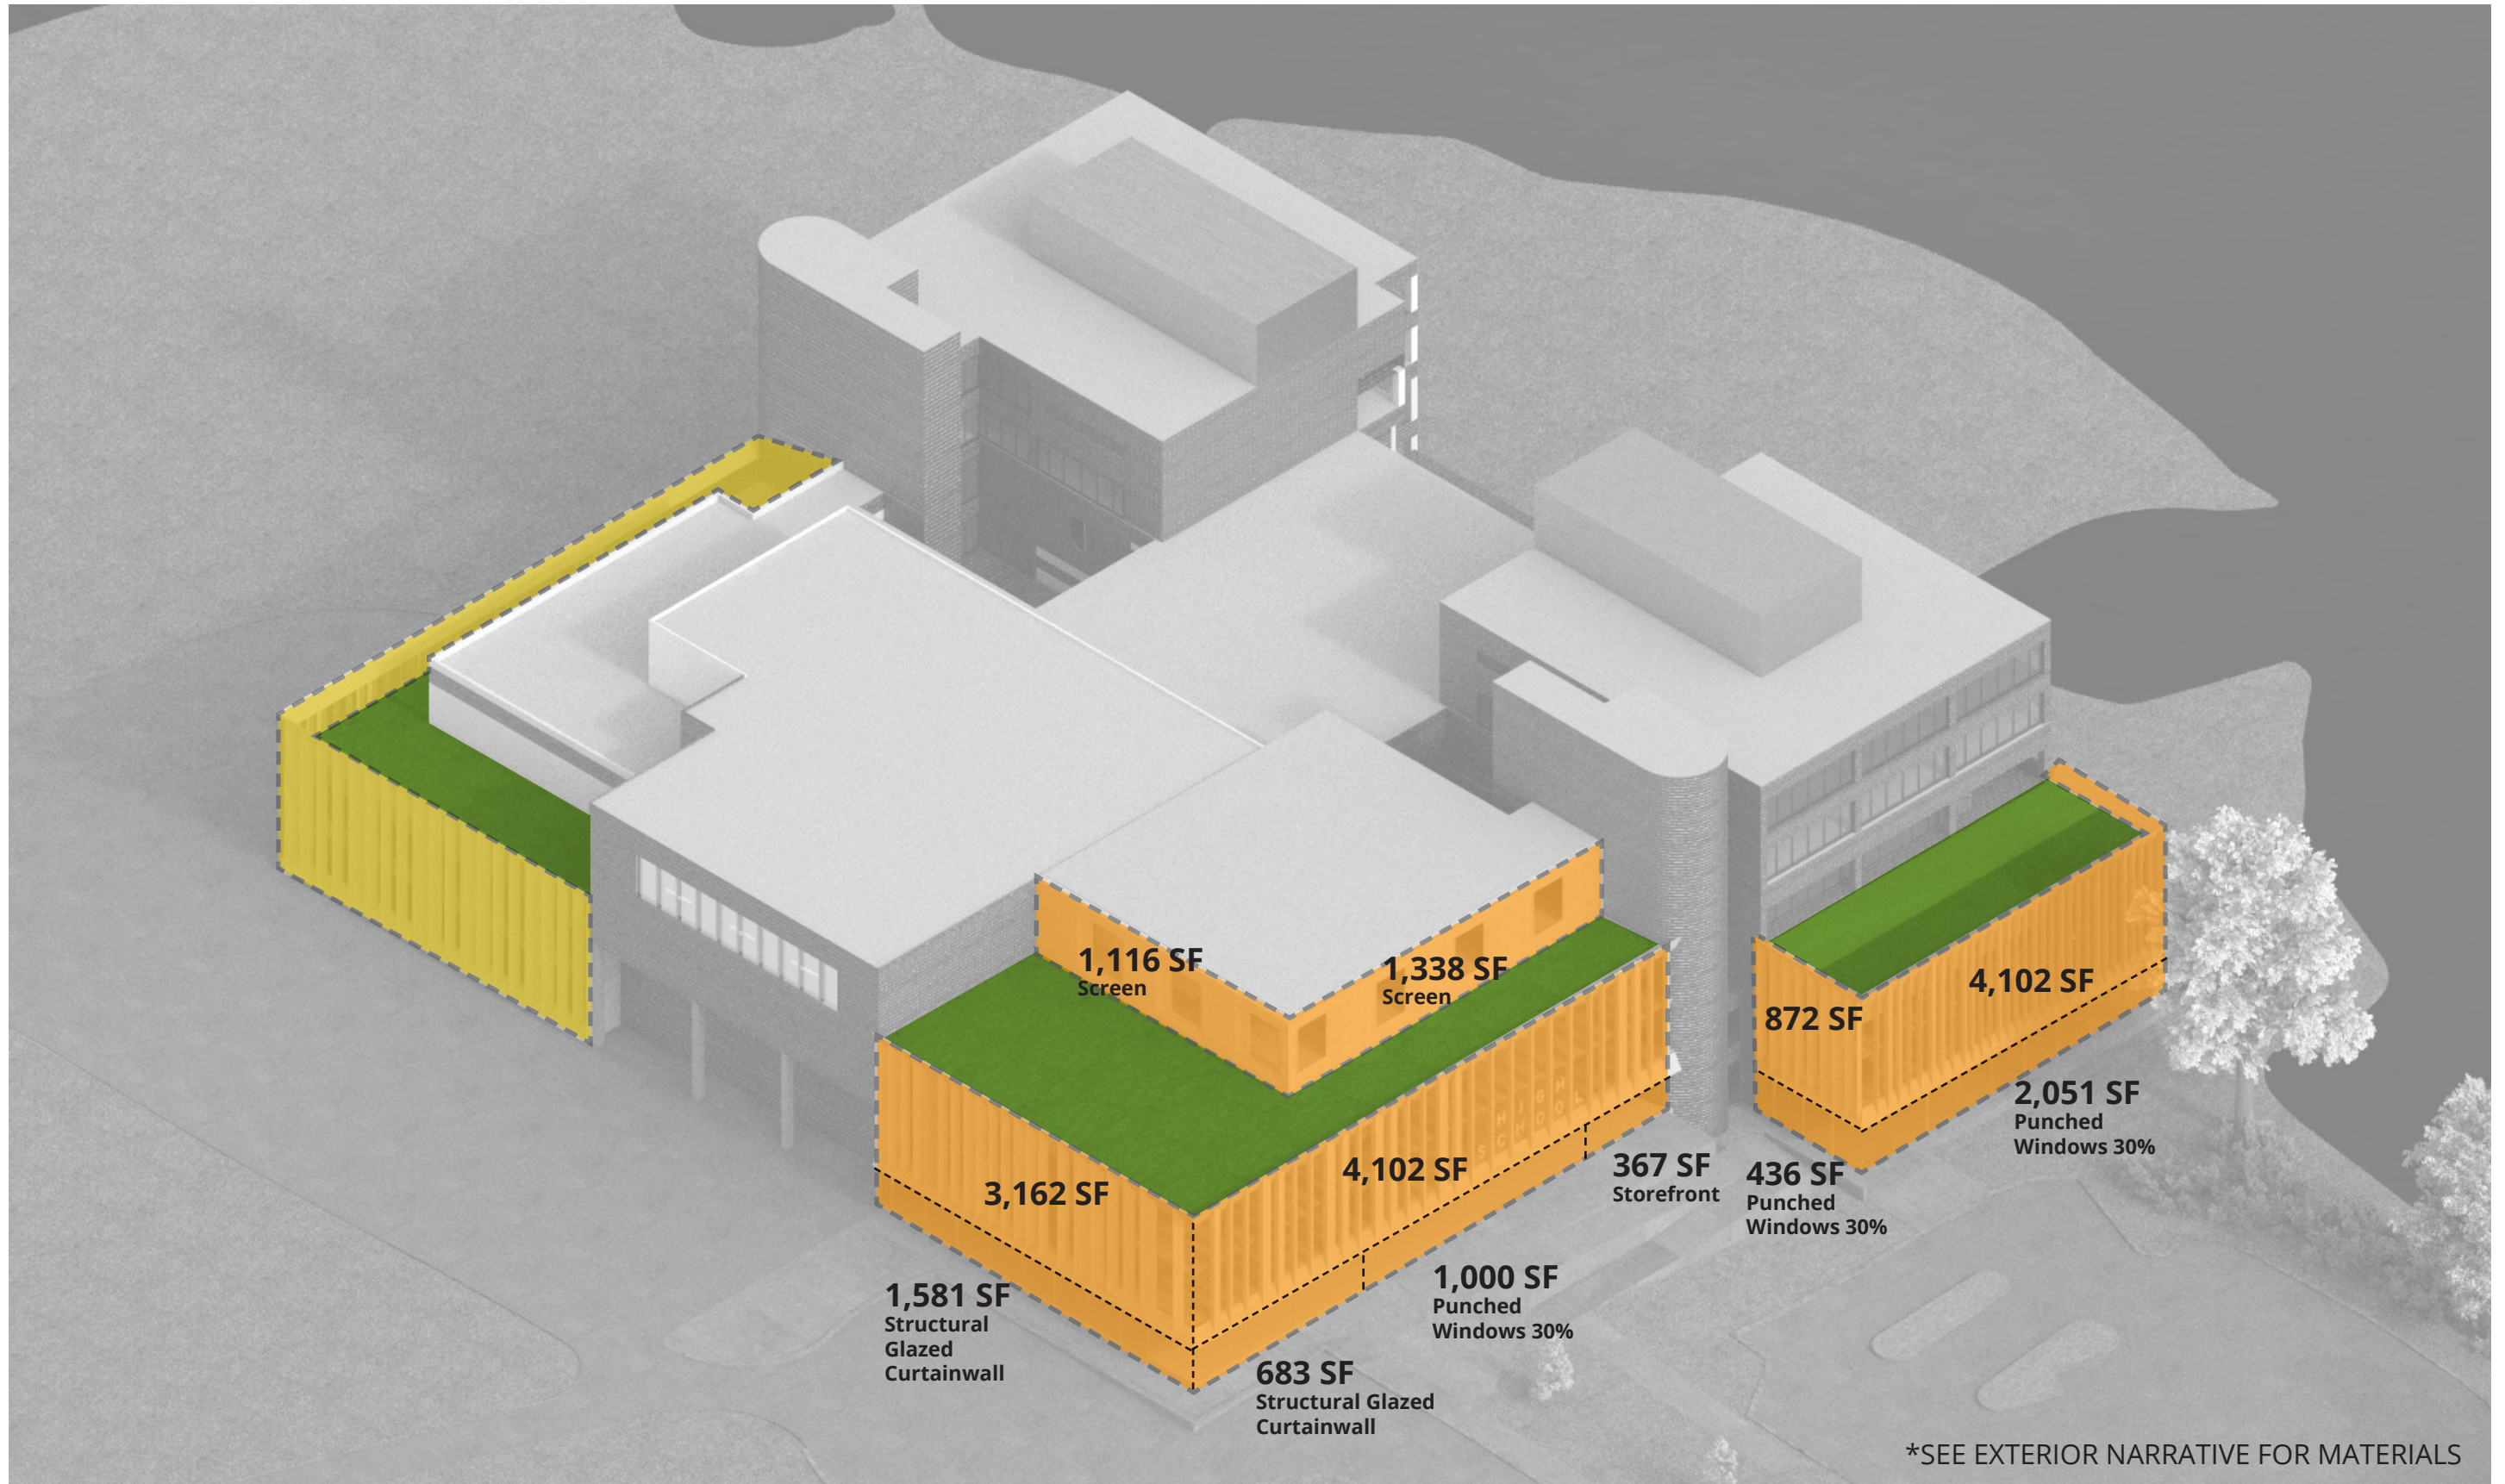 1,116 SF
Screen
1,338 SF
Screen
4,102 SF
872 SF
2,051 SF
Punched
Windows 30%
HIGH
SCHOOL
4,102 SF
3,162 SF
367 SF
Storefront
436 SF
Punched
Windows 30%
1,000 SF
Punched
Windows 30%
1,581 SF
Structural
Glazed
Curtainwall
683 SF
Structural Glazed
Curtainwall
*SEE EXTERIOR NARRATIVE FOR MATERIALS